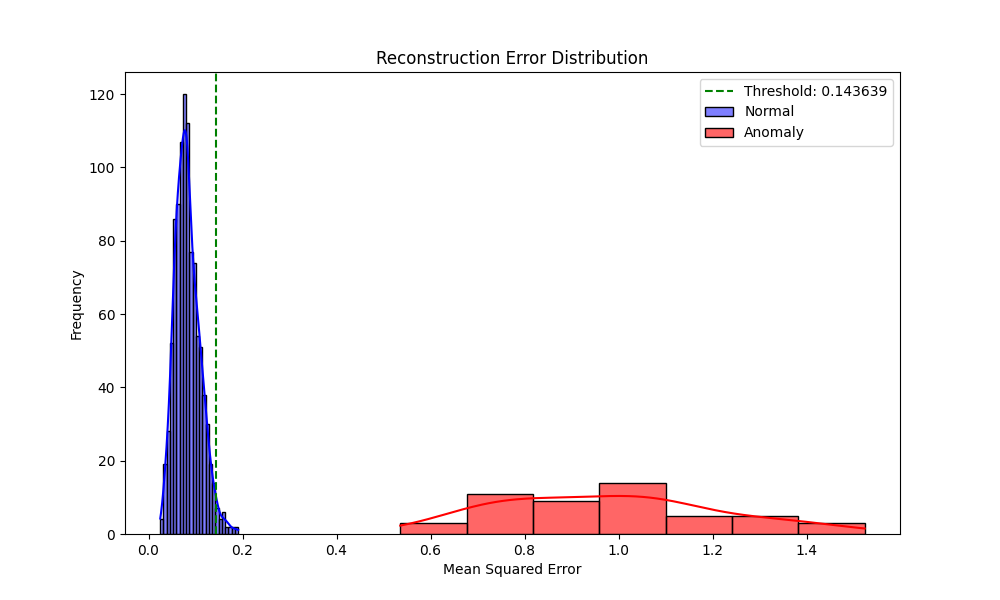 Reconstruction Error Distribution
Threshold: 0.143639
Normal
Anomaly
Frequency
120
100
80
60
40
20
0
0.0 0.2 0.4 0.6 0.8 1.0 1.2 1.4
Mean Squared Error